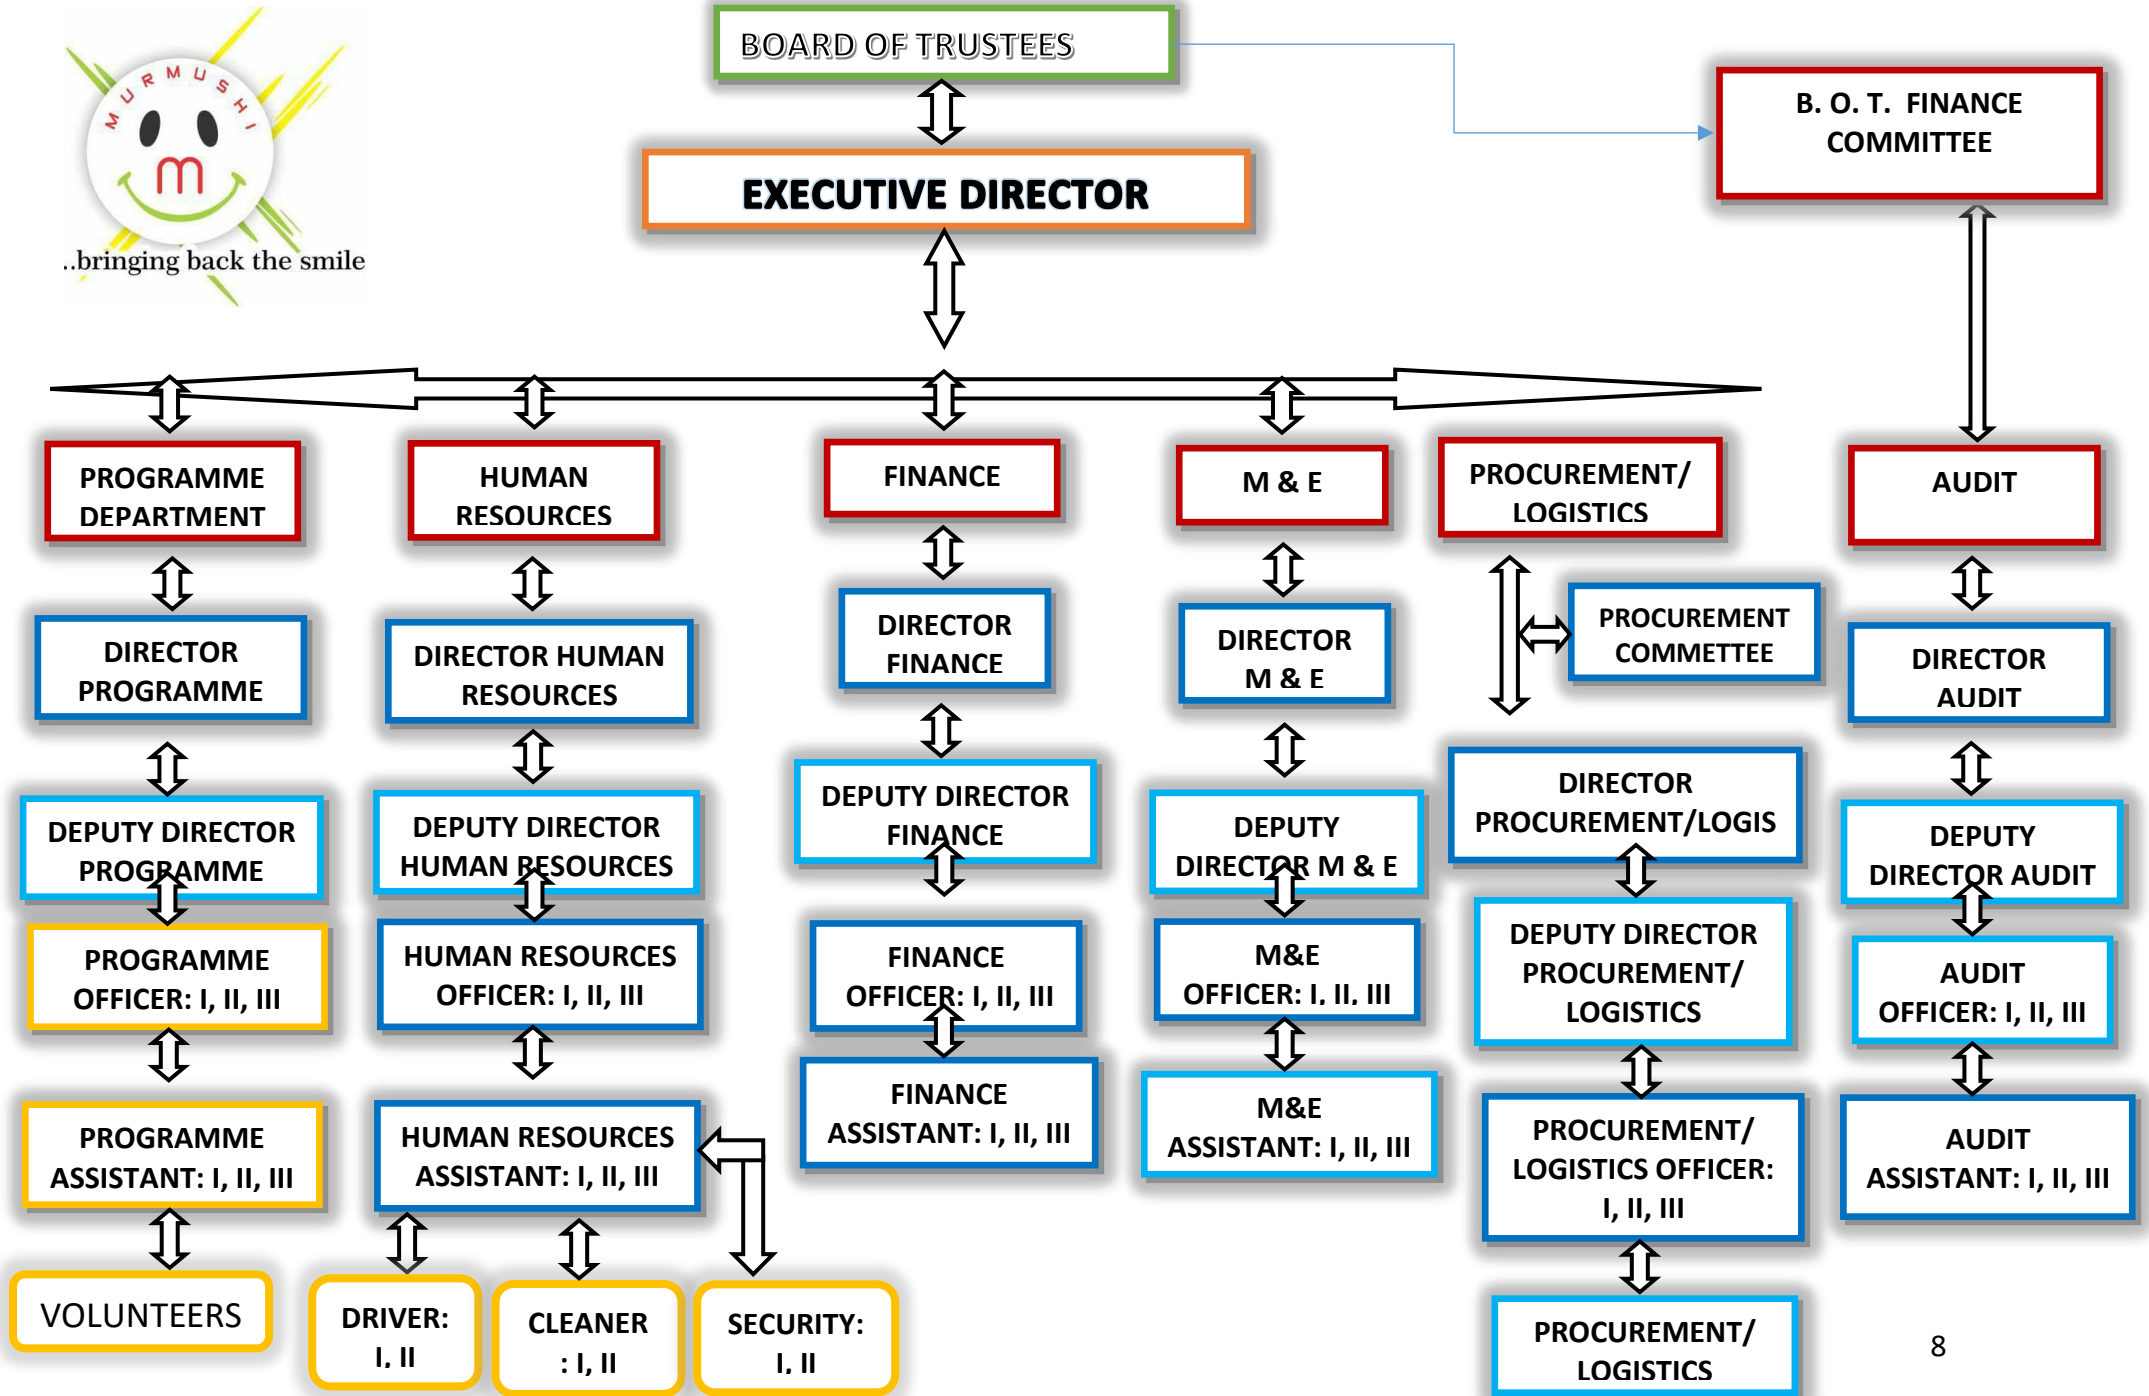 MURMUSHI
m
..bringing back the smile
BOARD OF TRUSTEES
B. O. T. FINANCE
COMMITTEE
EXECUTIVE DIRECTOR
PROGRAMME
DEPARTMENT
HUMAN
RESOURCES
FINANCE
M & E
PROCUREMENT/
LOGISTICS
AUDIT
DIRECTOR
PROGRAMME
DIRECTOR HUMAN
RESOURCES
DIRECTOR
FINANCE
DIRECTOR
M & E
PROCUREMENT
COMMETTEE
DIRECTOR
AUDIT
DEPUTY DIRECTOR
PROGRAMME
DEPUTY DIRECTOR
HUMAN RESOURCES
DEPUTY DIRECTOR
FINANCE
DEPUTY
DIRECTOR M & E
DIRECTOR
PROCUREMENT/LOGIS
DEPUTY
DIRECTOR AUDIT
PROGRAMME
OFFICER: I, II, III
HUMAN RESOURCES
OFFICER: I, II, III
FINANCE
OFFICER: I, II, III
M&E
OFFICER: I, II, III
DEPUTY DIRECTOR
PROCUREMENT/
LOGISTICS
AUDIT
OFFICER: I, II, III
PROGRAMME
ASSISTANT: I, II, III
HUMAN RESOURCES
ASSISTANT: I, II, III
FINANCE
ASSISTANT: I, II, III
M&E
ASSISTANT: I, II, III
PROCUREMENT/
LOGISTICS OFFICER:
I, II, III
AUDIT
ASSISTANT: I, II, III
VOLUNTEERS
DRIVER:
I, II
CLEANER
: I, II
SECURITY:
I, II
PROCUREMENT/
LOGISTICS
8